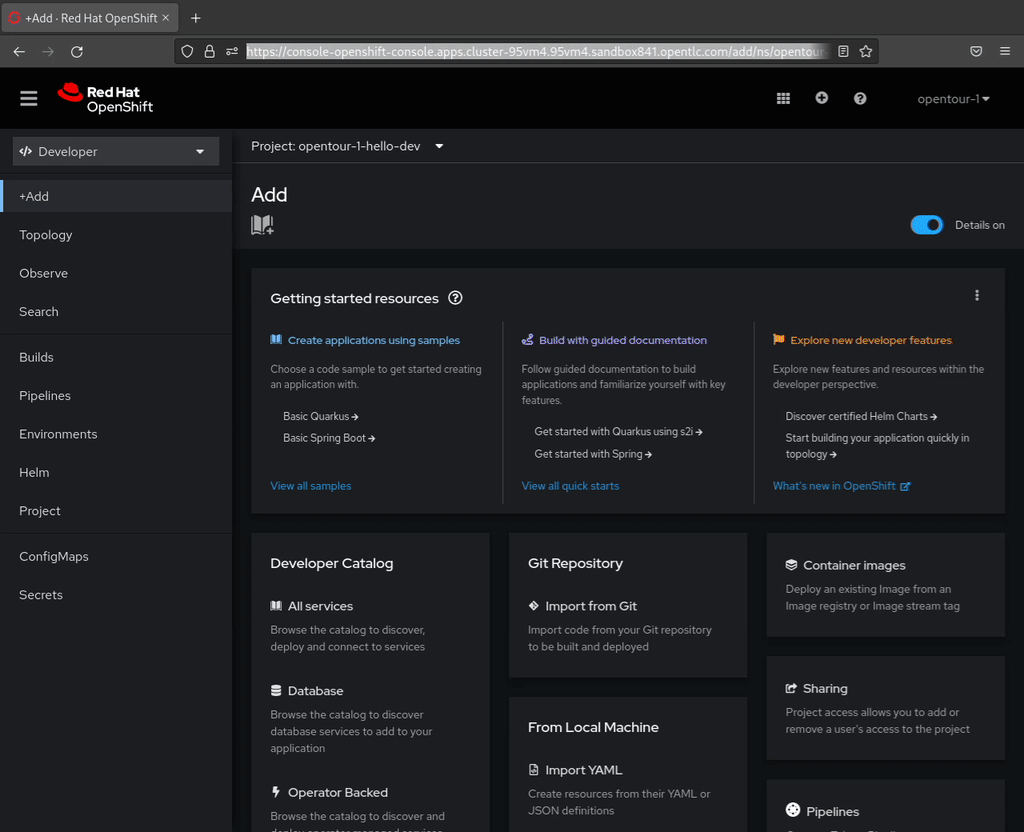 +Add · Red Hat OpenShift
https://console-openshift-console.apps.cluster-95vm4.95vm4.sandbox841.opentlc.com/add/ns/opentour
Red Hat
OpenShift
opentour-1
Developer
Project: opentour-1-hello-dev
+Add
Topology
Observe
Search
Builds
Pipelines
Environments
Helm
Project
ConfigMaps
Secrets
Add
Details on
Getting started resources
Create applications using samples
Choose a code sample to get started creating
an application with.
Basic Quarkus
Basic Spring Boot
View all samples
Build with guided documentation
Follow guided documentation to build
applications and familiarize yourself with key
features.
Get started with Quarkus using s2i
Get started with Spring
View all quick starts
Explore new developer features
Explore new features and resources within the
developer perspective.
Discover certified Helm Charts
Start building your application quickly in
topology
What's new in OpenShift
Developer Catalog
All services
Browse the catalog to discover,
deploy and connect to services
Database
Browse the catalog to discover
database services to add to your
application
Operator Backed
Browse the catalog to discover and
deploy operator managed services
Git Repository
Import from Git
Import code from your Git repository
to be built and deployed
From Local Machine
Import YAML
Create resources from their YAML or
JSON definitions
Container images
Deploy an existing Image from an
Image registry or Image stream tag
Sharing
Project access allows you to add or
remove a user's access to the project
Pipelines